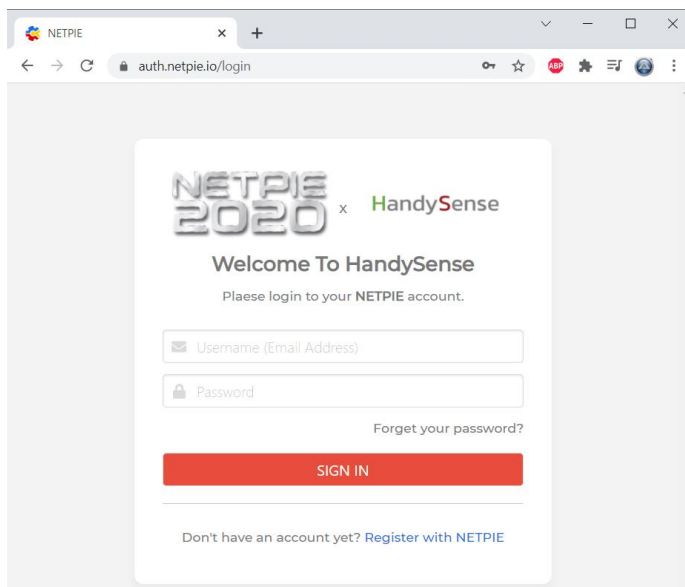 NETPIE
auth.netpie.io/login
ABP
NETPIE
2020 x HandySense
Welcome To HandySense
Plaese login to your NETPIE account.
Username (Email Address)
Password
Forget your password?
SIGN IN
Don't have an account yet? Register with NETPIE